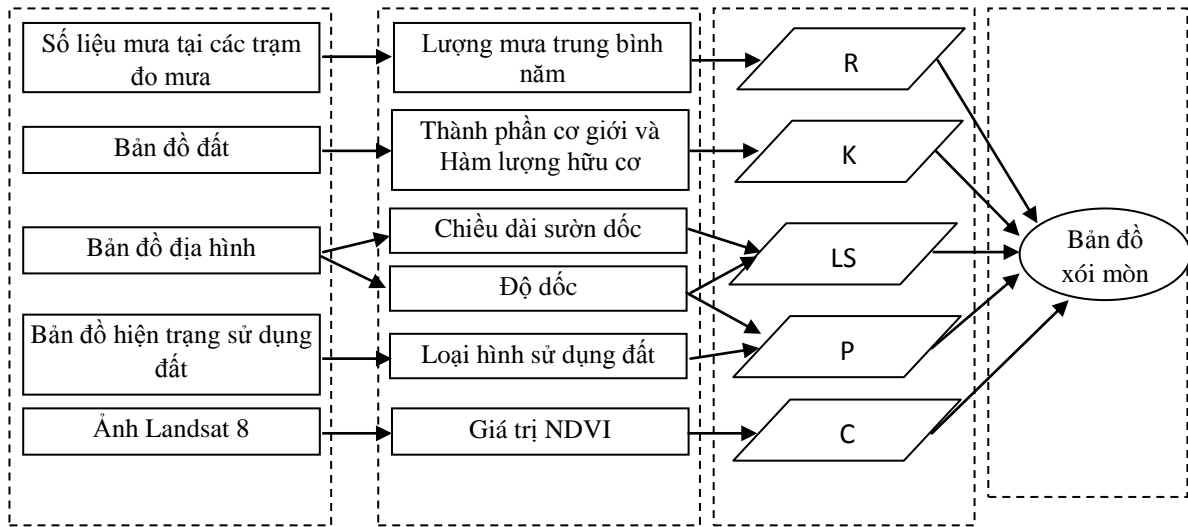 Số liệu mưa tại các trạm
đo mưa
Lượng mưa trung bình
năm
R
Bản đồ đất
Thành phần cơ giới và
Hàm lượng hữu cơ
K
Bản đồ địa hình
Chiều dài sườn dốc
Độ dốc
LS
Bản đồ
xói mòn
Bản đồ hiện trạng sử dụng
đất
Loại hình sử dụng đất
P
Ảnh Landsat 8
Giá trị NDVI
C